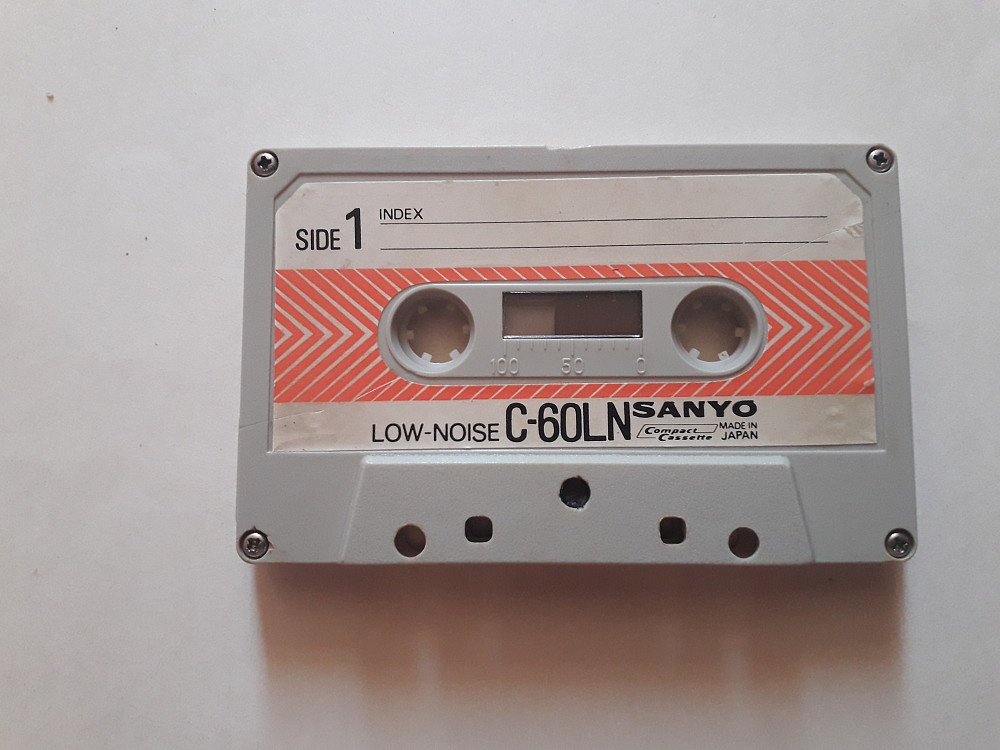 SIDE 1
INDEX
100 50 0
LOW-NOISE C-60LN SANYO
Compact Cassette
MADE IN JAPAN